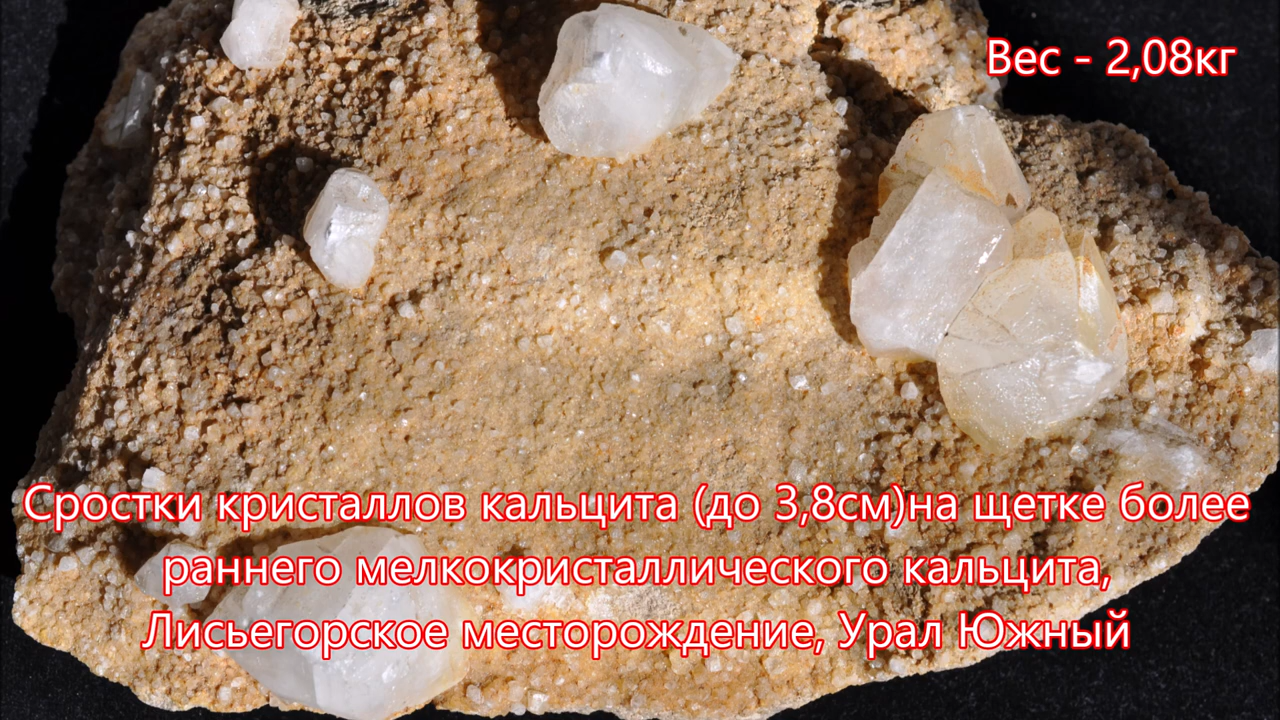 Вес - 2,08кг
Сростки кристаллов кальцита (до 3,8см)на щетке более
раннего мелкокристаллического кальцита,
Лисьегорское месторождение, Урал Южный